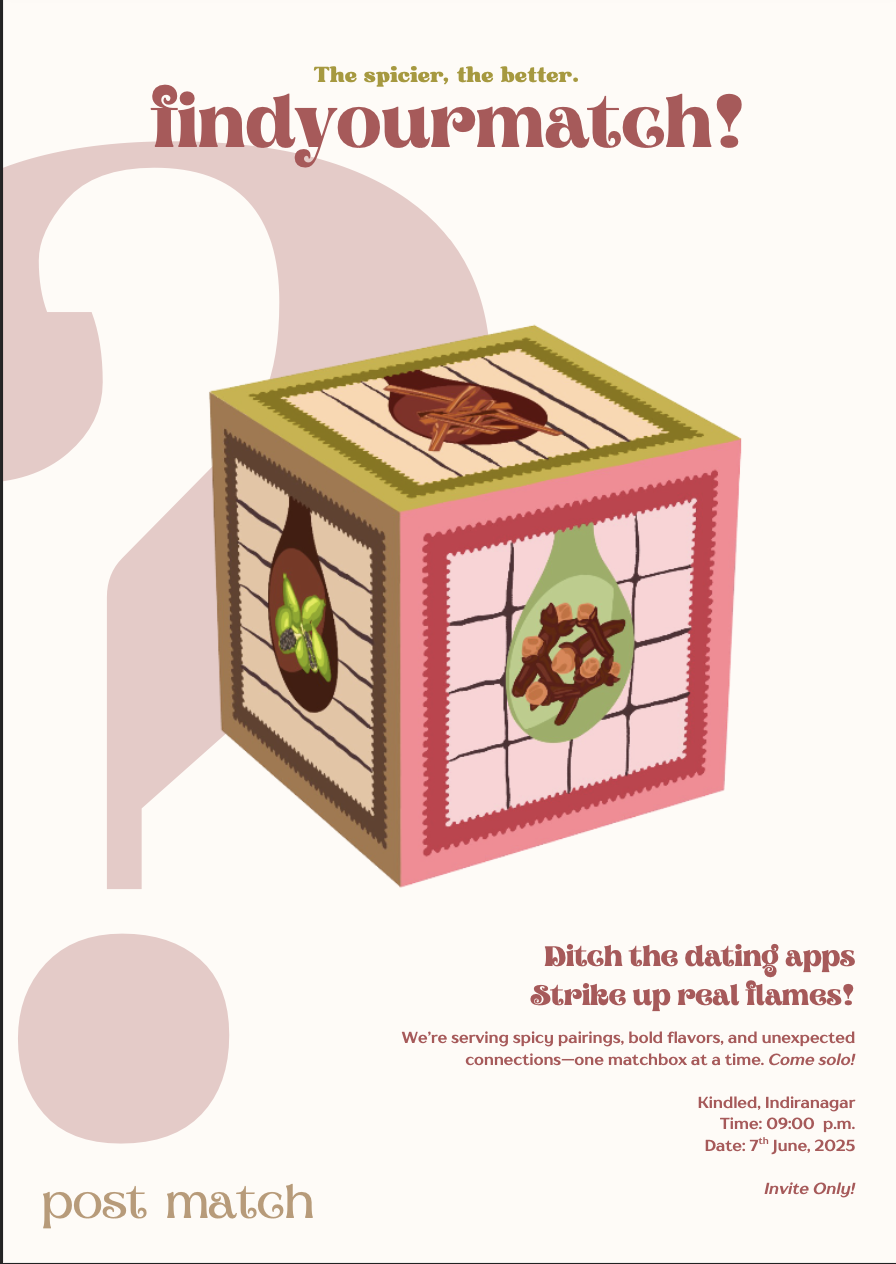 The spicier, the better.
findyourmatch!
Ditch the dating apps
Strike up real flames!
We're serving spicy pairings, bold flavors, and unexpected
connections—one matchbox at a time. Come solo!
Kindled, Indiranagar
Time: 09:00  p.m.
Date: 7th June, 2025
Invite Only!
post match